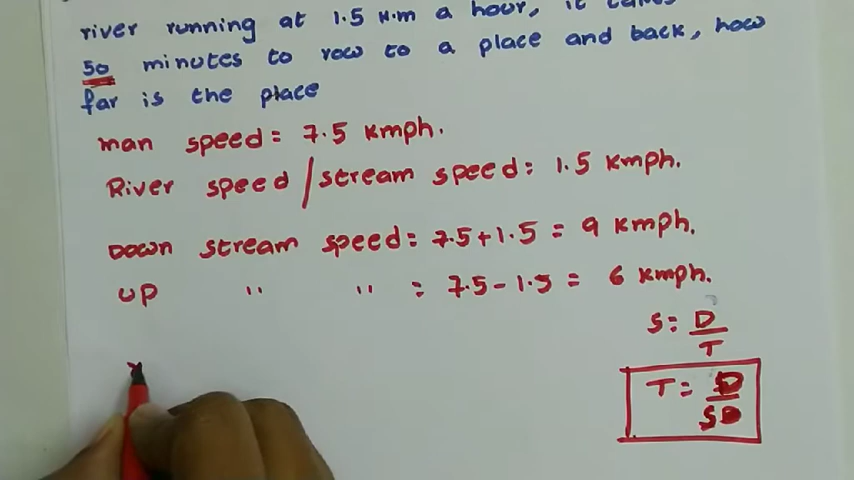 river running at 1.5 K.m a hour, it takes
50 minutes to row to a place and back, how
far is the place
man speed = 7.5 kmph.
River speed / stream speed = 1.5 kmph.
Down stream speed = 7.5 + 1.5 = 9 kmph.
up " " = 7.5 - 1.5 = 6 kmph.
S = D / T
T = D / S